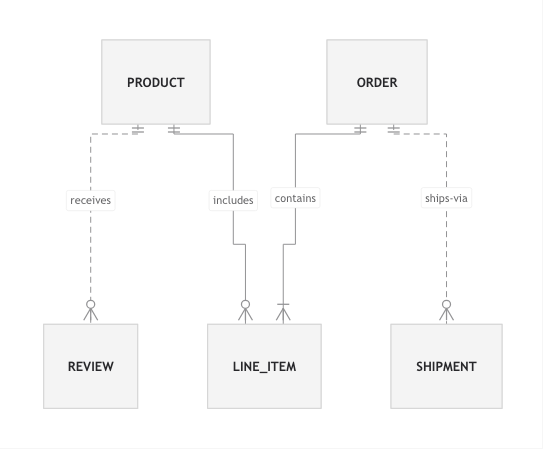 PRODUCT
ORDER
receives
includes
contains
ships-via
REVIEW
LINE_ITEM
SHIPMENT